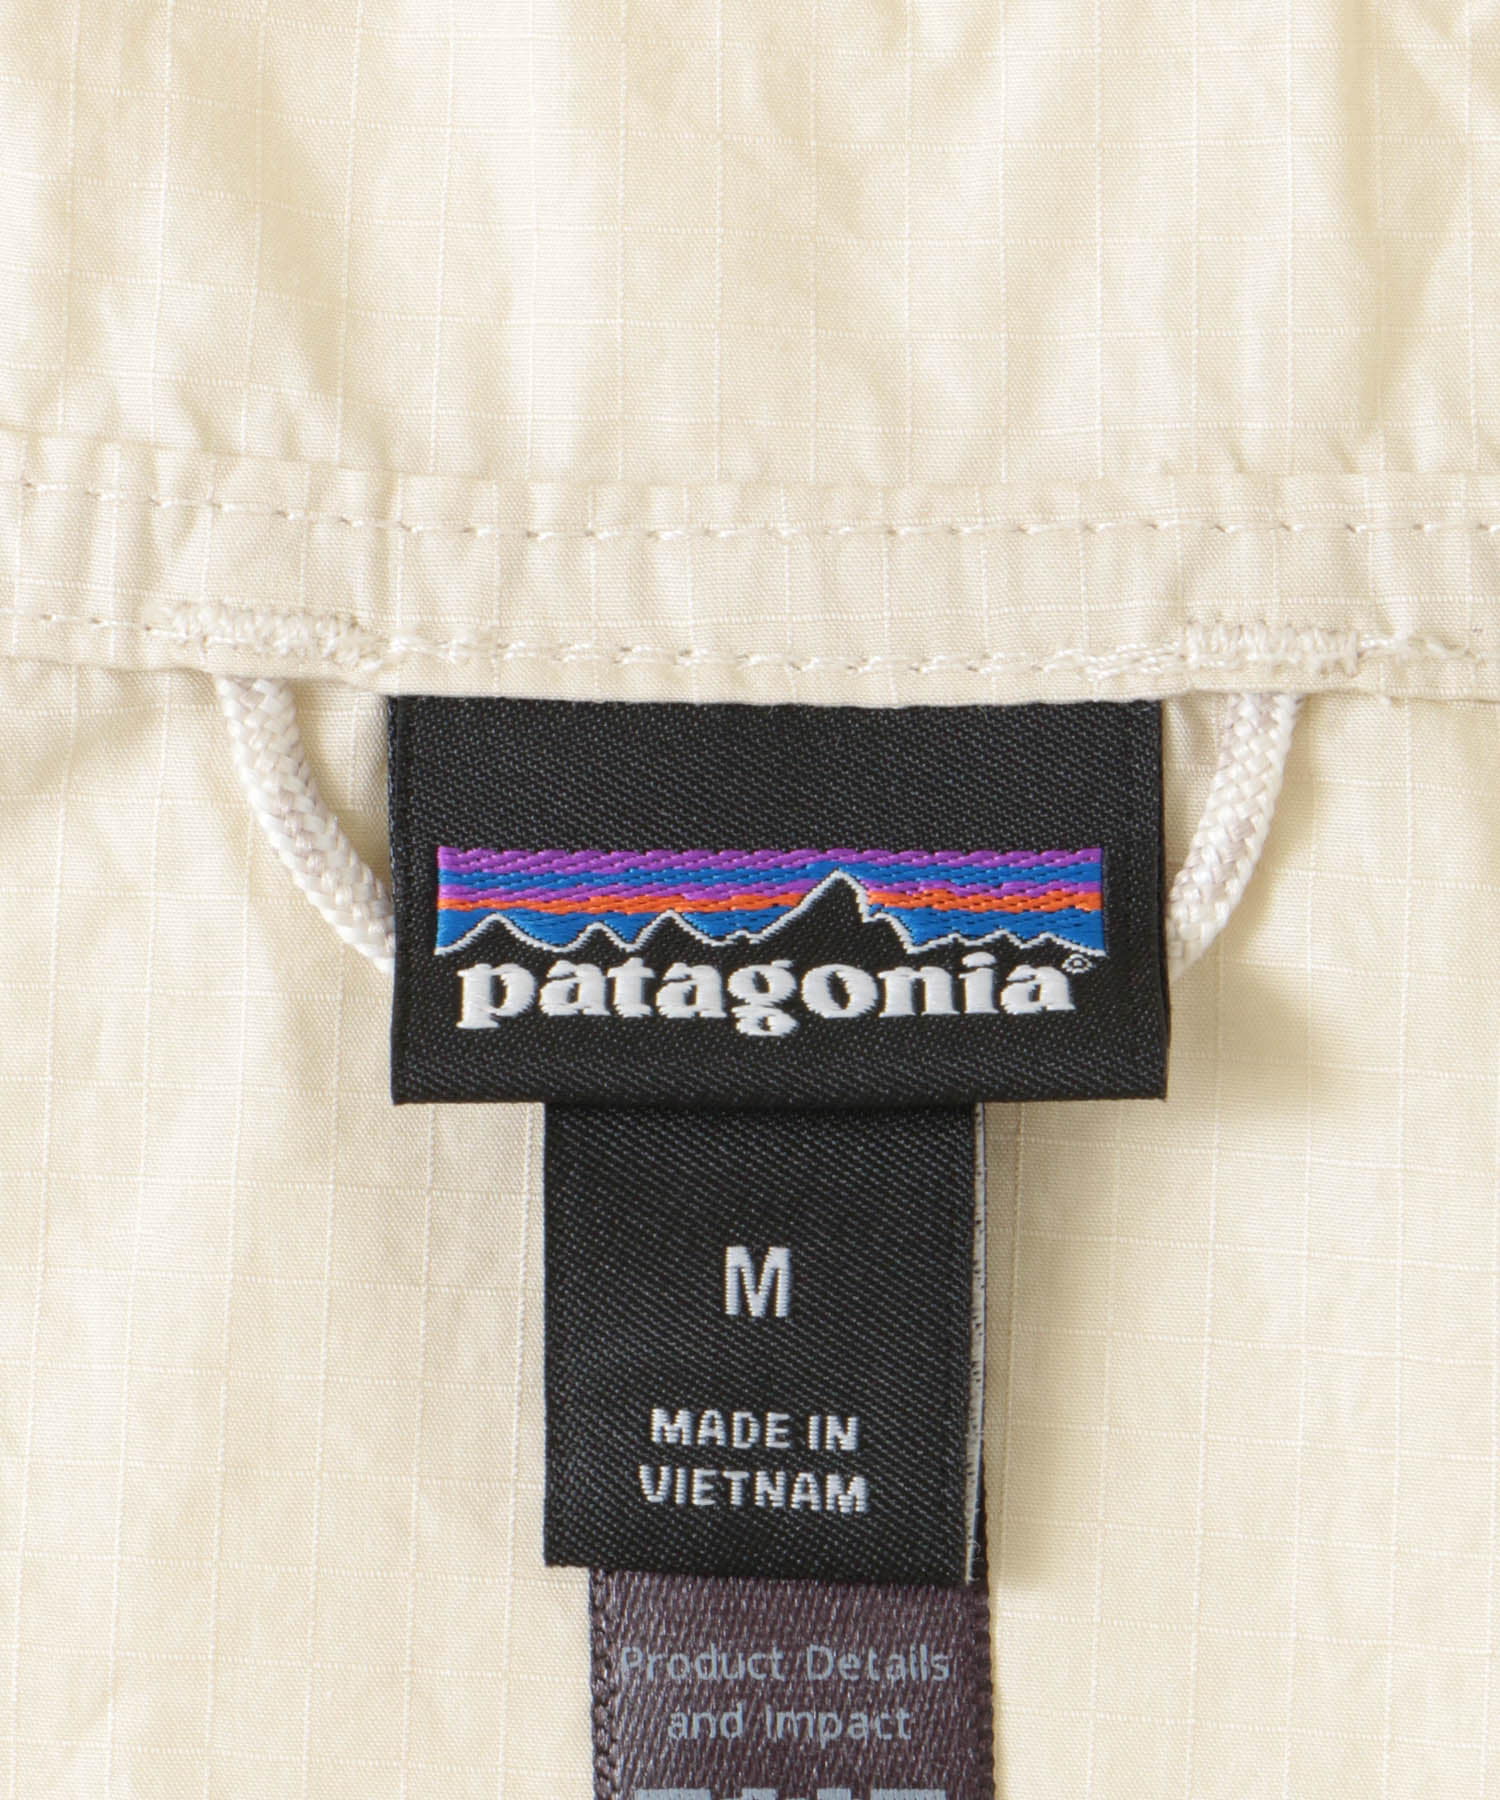 patagonia®
M
MADE IN
VIETNAM
Product Details
and Impact